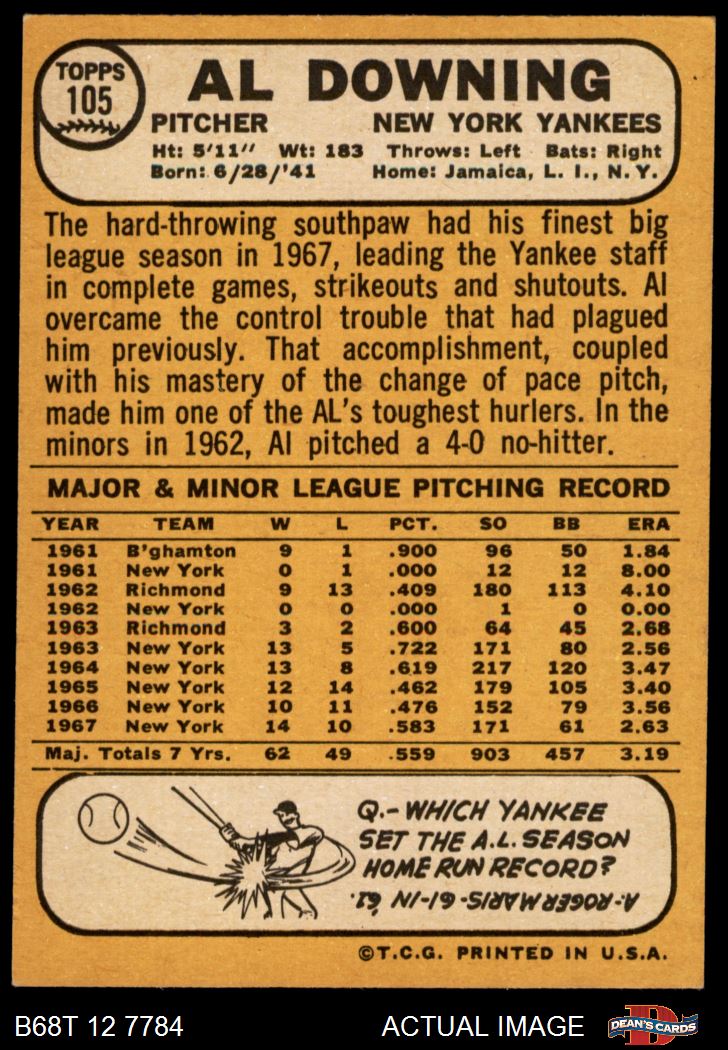 TOPPS
105
AL DOWNING
PITCHER NEW YORK YANKEES
Ht: 5'11" Wt: 183 Throws: Left Bats: Right
Born: 6/28/'41 Home: Jamaica, L. I., N. Y.
The hard-throwing southpaw had his finest big
league season in 1967, leading the Yankee staff
in complete games, strikeouts and shutouts. Al
overcame the control trouble that had plagued
him previously. That accomplishment, coupled
with his mastery of the change of pace pitch,
made him one of the AL's toughest hurlers. In the
minors in 1962, Al pitched a 4-0 no-hitter.
MAJOR & MINOR LEAGUE PITCHING RECORD
YEAR TEAM W L PCT. SO BB ERA
1961 B'ghamton 9 1 .900 96 50 1.84
1961 New York 0 1 .000 12 12 8.00
1962 Richmond 9 13 .409 180 113 4.10
1962 New York 0 0 .000 1 0 0.00
1963 Richmond 3 2 .600 64 45 2.68
1963 New York 13 5 .722 171 80 2.56
1964 New York 13 8 .619 217 120 3.47
1965 New York 12 14 .462 179 105 3.40
1966 New York 10 11 .476 152 79 3.56
1967 New York 14 10 .583 171 61 2.63
Maj. Totals 7 Yrs. 62 49 .559 903 457 3.19
Q.- WHICH YANKEE
SET THE A.L. SEASON
HOME RUN RECORD?
A- ROGER MARIS - 61 - IN '61.
©T.C.G. PRINTED IN U.S.A.
B68T 12 7784 ACTUAL IMAGE
D
DEAN'S CARDS